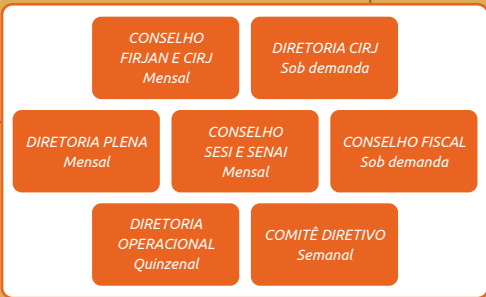 CONSELHO
FIRJAN E CIRJ
Mensal
DIRETORIA CIRJ
Sob demanda
DIRETORIA PLENA
Mensal
CONSELHO
SESI E SENAI
Mensal
CONSELHO FISCAL
Sob demanda
DIRETORIA
OPERACIONAL
Quinzenal
COMITÊ DIRETIVO
Semanal